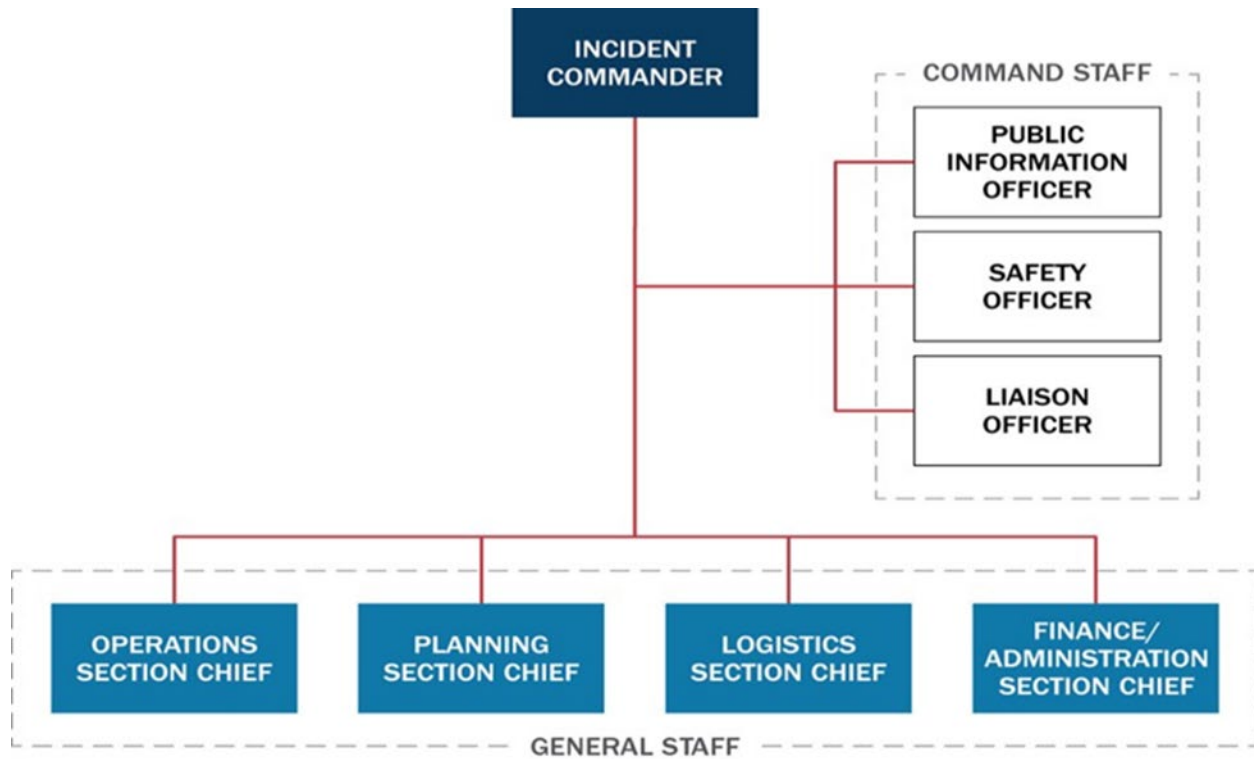 INCIDENT
COMMANDER
COMMAND STAFF
PUBLIC
INFORMATION
OFFICER
SAFETY
OFFICER
LIAISON
OFFICER
OPERATIONS
SECTION CHIEF
PLANNING
SECTION CHIEF
LOGISTICS
SECTION CHIEF
FINANCE/
ADMINISTRATION
SECTION CHIEF
GENERAL STAFF